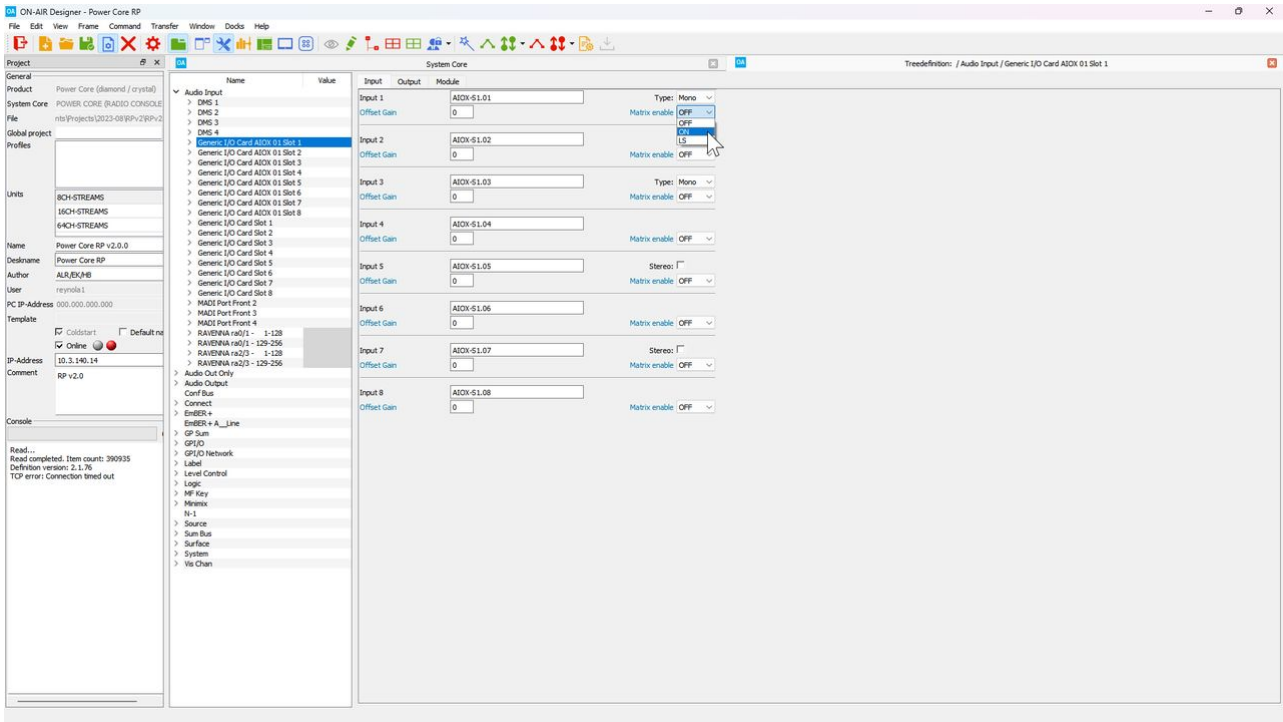 ON-AIR Designer - Power Core RP
File Edit View Frame Command Transfer Window Docks Help
Project
System Core
Treedefinition: / Audio Input / Generic I/O Card AIOX 01 Slot 1
General
Product Power Core (diamond / crystal)
System Core POWER CORE (RADIO CONSOLE
File nts\Projects\2023-08\RPv2\RPv2
Global project
Profiles
Units
8CH-STREAMS
16CH-STREAMS
64CH-STREAMS
Name Power Core RP v2.0.0
Deskname Power Core RP
Author ALR/EK/HB
User reynola1
PC IP-Address 000.000.000.000
Template
Coldstart Default na
Online
IP-Address 10.3.140.14
Comment RP v2.0
Console
Read...
Read completed. Item count: 390935
Definition version: 2.1.76
TCP error: Connection timed out
Name Value
Audio Input
DMS 1
DMS 2
DMS 3
DMS 4
Generic I/O Card AIOX 01 Slot 1
Generic I/O Card AIOX 01 Slot 2
Generic I/O Card AIOX 01 Slot 3
Generic I/O Card AIOX 01 Slot 4
Generic I/O Card AIOX 01 Slot 5
Generic I/O Card AIOX 01 Slot 6
Generic I/O Card AIOX 01 Slot 7
Generic I/O Card AIOX 01 Slot 8
Generic I/O Card Slot 1
Generic I/O Card Slot 2
Generic I/O Card Slot 3
Generic I/O Card Slot 4
Generic I/O Card Slot 5
Generic I/O Card Slot 6
Generic I/O Card Slot 7
Generic I/O Card Slot 8
MADI Port Front 2
MADI Port Front 3
MADI Port Front 4
RAVENNA ra0/1 - 1-128
RAVENNA ra0/1 - 129-256
RAVENNA ra2/3 - 1-128
RAVENNA ra2/3 - 129-256
Audio Out Only
Audio Output
Conf Bus
Connect
EmBER+
EmBER+ A__Line
GP Sum
GPI/O
GPI/O Network
Label
Level Control
Logic
MF Key
Minimix
N-1
Source
Sum Bus
Surface
System
Vis Chan
Input Output Module
Input 1 AIOX-S1.01 Type: Mono
Offset Gain 0 Matrix enable OFF
OFF
ON
LS
Input 2 AIOX-S1.02
Offset Gain 0 Matrix enable OFF
Input 3 AIOX-S1.03 Type: Mono
Offset Gain 0 Matrix enable OFF
Input 4 AIOX-S1.04
Offset Gain 0 Matrix enable OFF
Input 5 AIOX-S1.05 Stereo:
Offset Gain 0 Matrix enable OFF
Input 6 AIOX-S1.06
Offset Gain 0 Matrix enable OFF
Input 7 AIOX-S1.07 Stereo:
Offset Gain 0 Matrix enable OFF
Input 8 AIOX-S1.08
Offset Gain 0 Matrix enable OFF